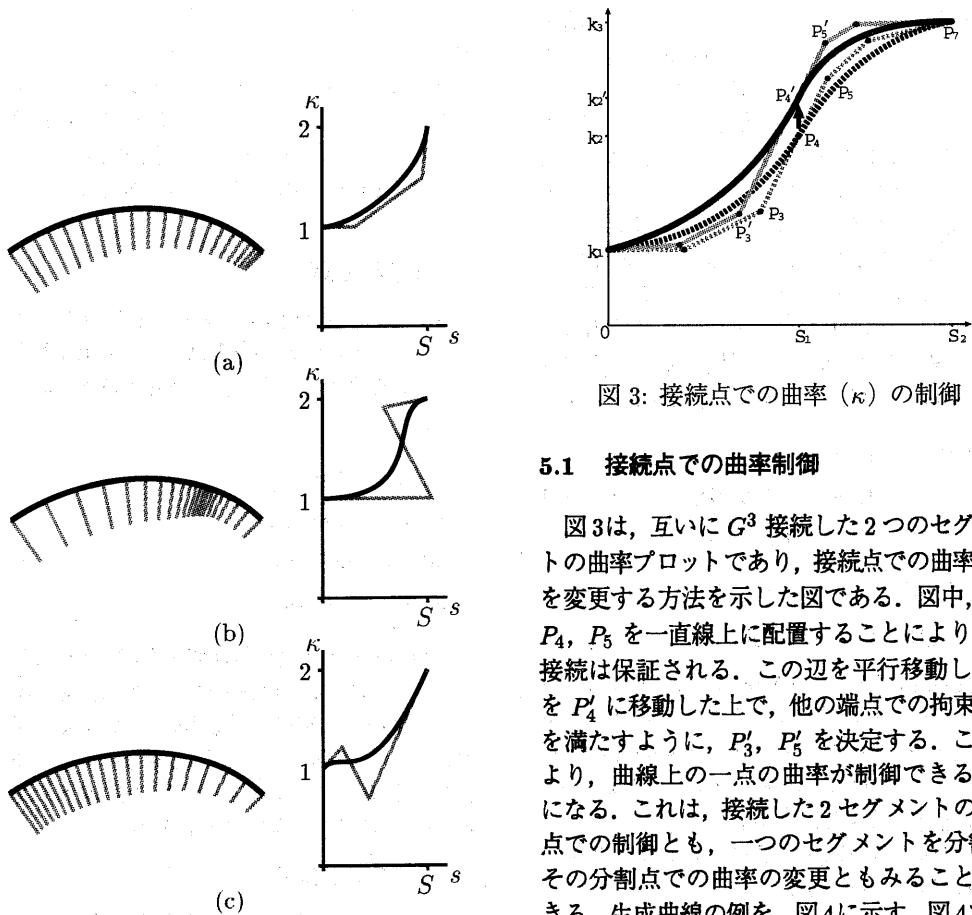 κ
2
1
S s
(a)
κ
2
1
S s
(b)
κ
2
1
S s
(c)
k3
k2'
k2
k1
0
S1
S2
P5'
P7
P4'
P5
P4
P3
P3'
図 3: 接続点での曲率（κ）の制御
5.1 接続点での曲率制御
図3は，互いに G³ 接続した2つのセグ
トの曲率プロットであり，接続点での曲率
を変更する方法を示した図である．図中，
P₄，P₅ を一直線上に配置することにより
接続は保証される．この辺を平行移動し
を P₄′ に移動した上で，他の端点での拘束
を満たすように，P₃′，P₅′ を決定する．こ
より，曲線上の一点の曲率が制御できる
になる．これは，接続した2セグメントの
点での制御とも，一つのセグメントを分
その分割点での曲率の変更ともみること
きる．生成曲線の例を，図4に示す．図4